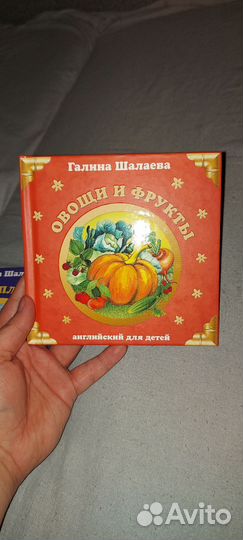 Галина Шалаева
ОВОЩИ И ФРУКТЫ
английский для детей
Avito